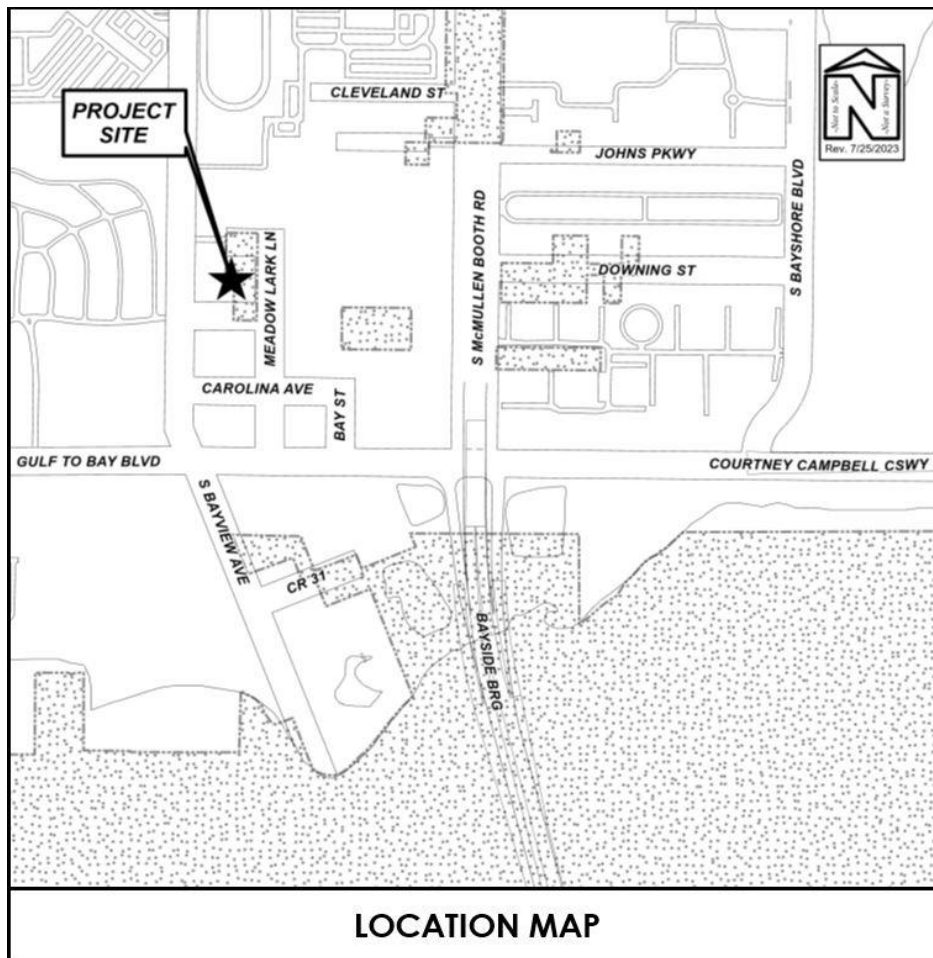 CLEVELAND ST
PROJECT
SITE
-Not to Scale-
N
-Not a Survey-
Rev. 7/25/2023
JOHNS PKWY
S McMULLEN BOOTH RD
S BAYSHORE BLVD
MEADOW LARK LN
DOWNING ST
CAROLINA AVE
BAY ST
GULF TO BAY BLVD
COURTNEY CAMPBELL CSWY
S BAYVIEW AVE
CR 31
BAYSIDE BRG
LOCATION MAP